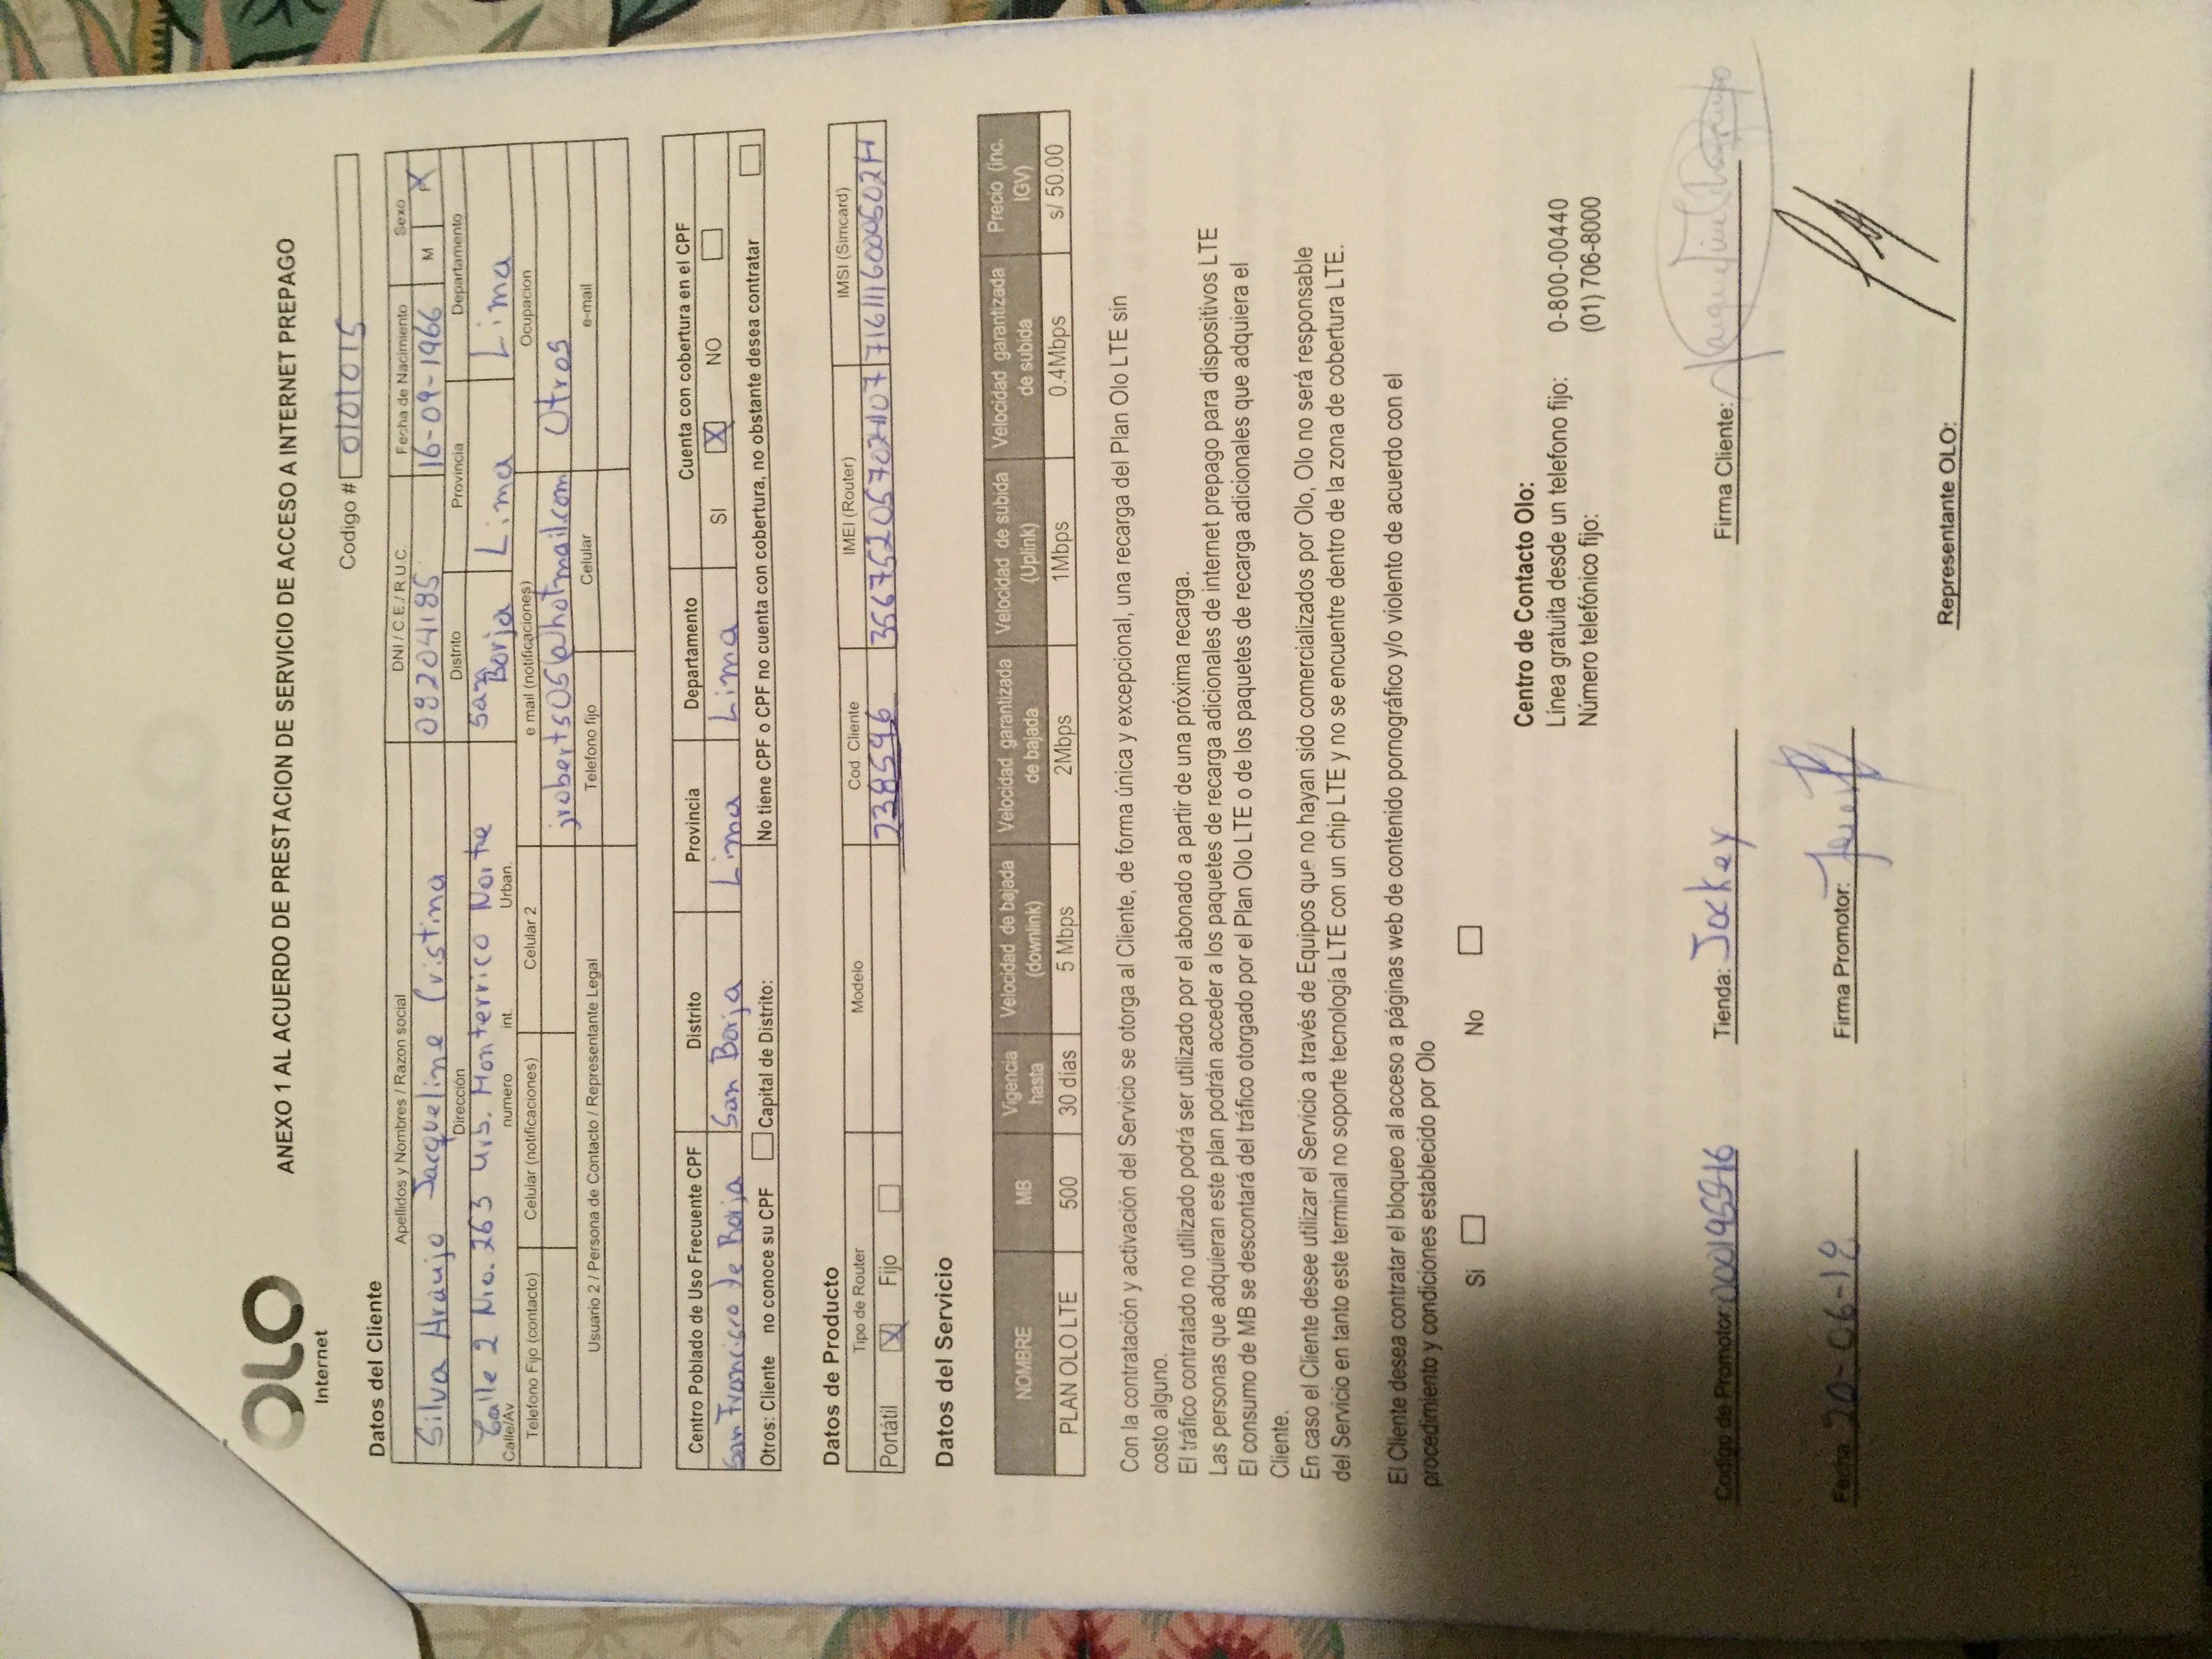 OLO
Internet
ANEXO 1 AL ACUERDO DE PRESTACION DE SERVICIO DE ACCESO A INTERNET PREPAGO
Codigo # 0101015
Datos del Cliente
Apellidos y Nombres / Razon social DNI / C.E./ R.U.C. Fecha de Nacimiento Sexo
Silva Araujo Jacqueline Cristina 09204185 16-09-1966 M F X
Dirección Distrito Provincia Departamento
Calle 2 Nro. 263 Urb. Monterrico Norte San Borja Lima Lima
Calle/Av. numero int. Urban.
Telefono Fijo (contacto) Celular (notificaciones) Celular 2 e mail (notificaciones) Ocupacion
jroberts05@hotmail.com Otros
Usuario 2 / Persona de Contacto / Representante Legal Telefono fijo Celular e-mail
Centro Poblado de Uso Frecuente CPF Distrito Provincia Departamento Cuenta con cobertura en el CPF
San Francisco de Borja San Borja Lima Lima SI X NO
Otros: Cliente no conoce su CPF Capital de Distrito: No tiene CPF o CPF no cuenta con cobertura, no obstante desea contratar
Datos de Producto
Tipo de Router Modelo Cod Cliente IMEI (Router) IMSI (Simcard)
Portátil X Fijo 738596
Datos del Servicio
NOMBRE MB Vigencia hasta Velocidad de bajada (downlink) Velocidad garantizada de bajada Velocidad de subida (Uplink) Velocidad garantizada de subida Precio (inc. IGV)
PLAN OLO LTE 500 30 días 5 Mbps 2Mbps 1Mbps 0.4Mbps s/ 50.00
Con la contratación y activación del Servicio se otorga al Cliente, de forma única y excepcional, una recarga del Plan Olo LTE sin
costo alguno.
El tráfico contratado no utilizado podrá ser utilizado por el abonado a partir de una próxima recarga.
Las personas que adquieran este plan podrán acceder a los paquetes de recarga adicionales de internet prepago para dispositivos LTE
El consumo de MB se descontará del tráfico otorgado por el Plan Olo LTE o de los paquetes de recarga adicionales que adquiera el
Cliente.
En caso el Cliente desee utilizar el Servicio a través de Equipos que no hayan sido comercializados por Olo, Olo no será responsable
del Servicio en tanto este terminal no soporte tecnología LTE con un chip LTE y no se encuentre dentro de la zona de cobertura LTE.
El Cliente desea contratar el bloqueo al acceso a páginas web de contenido pornográfico y/o violento de acuerdo con el
procedimiento y condiciones establecido por Olo
Si No
Centro de Contacto Olo:
Línea gratuita desde un telefono fijo: 0-800-00440
Número telefónico fijo: (01) 706-8000
Codigo de Promotor: Tienda: Jockey Firma Cliente:
Fecha 20-06-18 Firma Promotor:
Representante OLO: